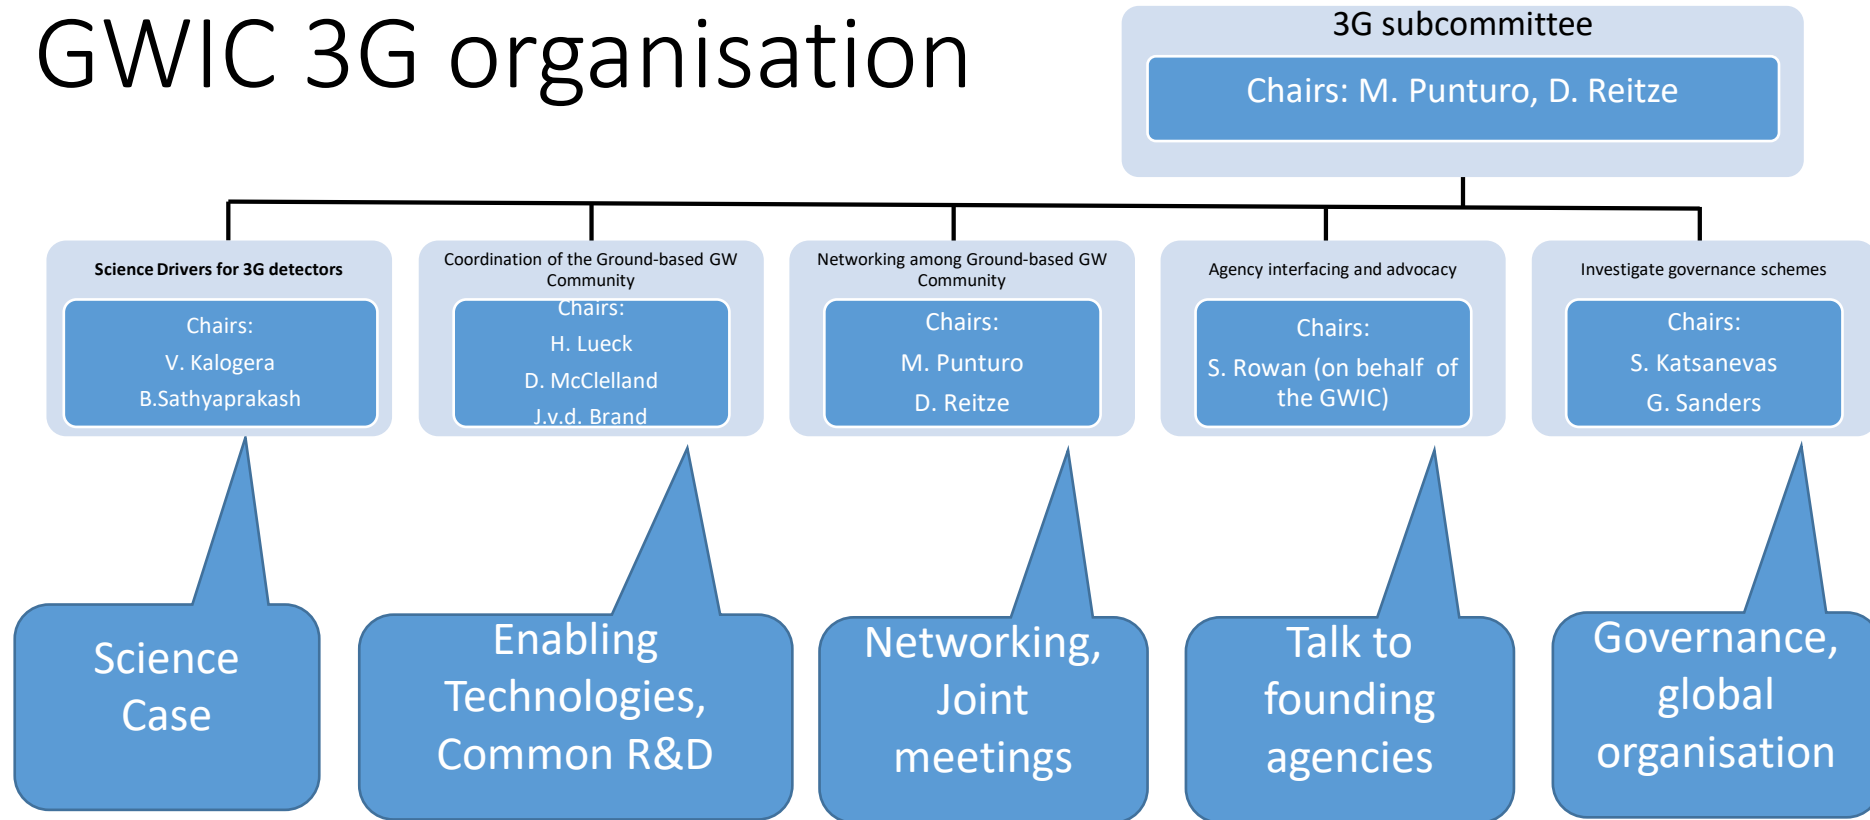 GWIC 3G organisation
3G subcommittee
Chairs: M. Punturo, D. Reitze
Science Drivers for 3G detectors
Chairs:
V. Kalogera
B.Sathyaprakash
Coordination of the Ground-based GW
Community
Chairs:
H. Lueck
D. McClelland
J.v.d. Brand
Networking among Ground-based GW
Community
Chairs:
M. Punturo
D. Reitze
Agency interfacing and advocacy
Chairs:
S. Rowan (on behalf of
the GWIC)
Investigate governance schemes
Chairs:
S. Katsanevas
G. Sanders
Science
Case
Enabling
Technologies,
Common R&D
Networking,
Joint
meetings
Talk to
founding
agencies
Governance,
global
organisation